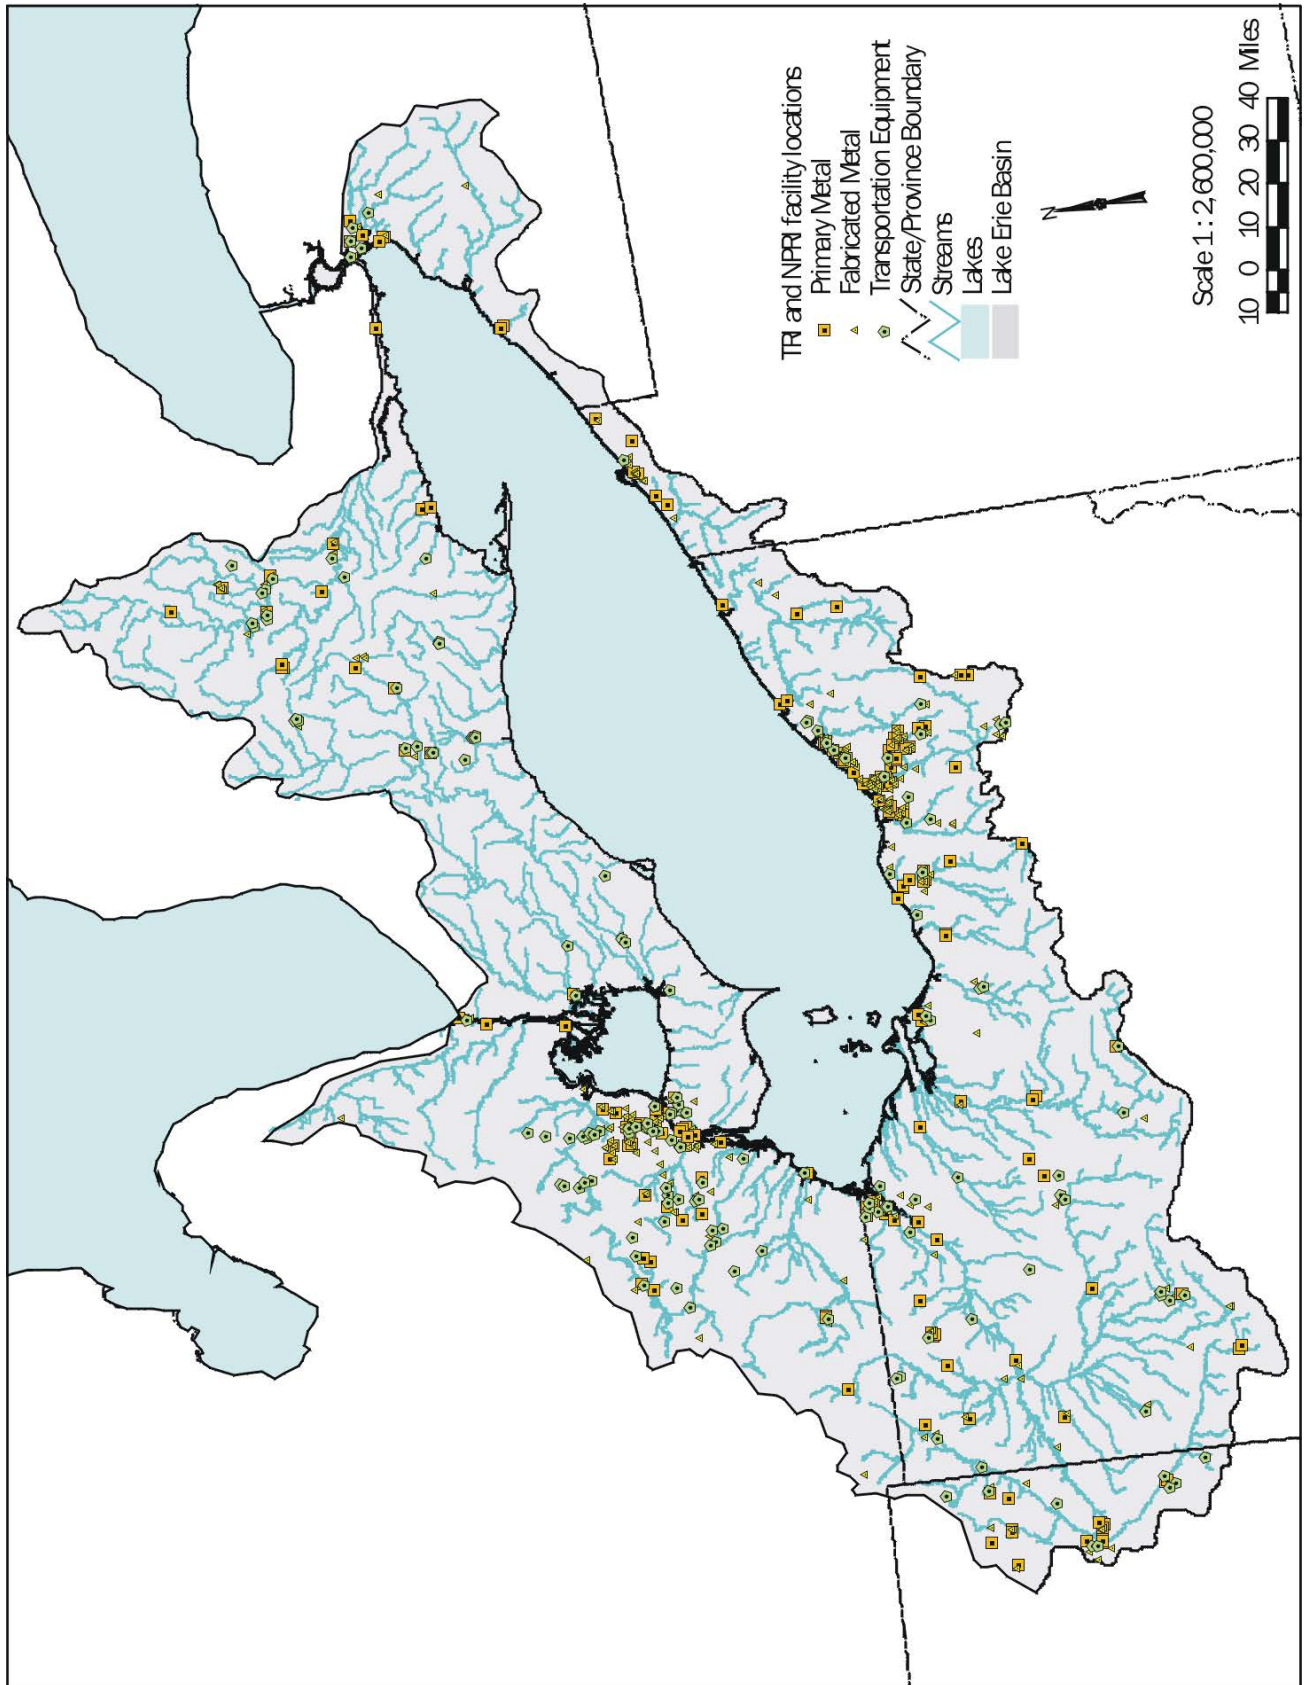 TRI and NPRI facility locations
Primary Metal
Fabricated Metal
Transportation Equipment
State/Province Boundary
Streams
Lakes
Lake Erie Basin
N
Scale 1 : 2,600,000
10 0 10 20 30 40 Miles